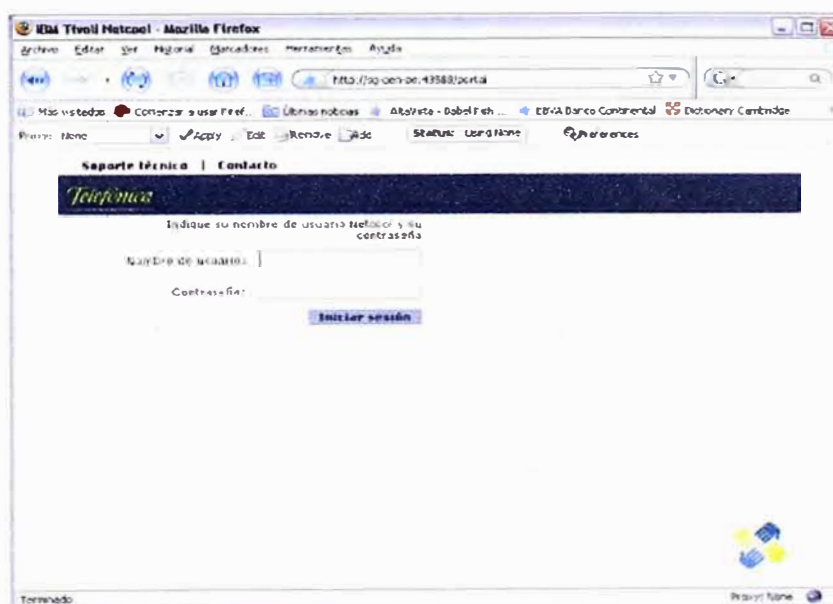 IBM Tivoli Netcool - Mozilla Firefox
Archivo Editar Ver Historial Marcadores Herramientas Ayuda
Más visitados Comenzar a usar Firef... Últimas noticias AltaVista - Babel Fish ... BBVA Banco Continental Dictionary Cambridge
Proxy: None Apply Edit Remove Add Status: Using None Preferences
Soporte técnico | Contacto
Telefónica
Indique su nombre de usuario Netcool y su
contraseña
Nombre de usuario:
Contraseña:
Iniciar sesión
Terminado Proxy: None